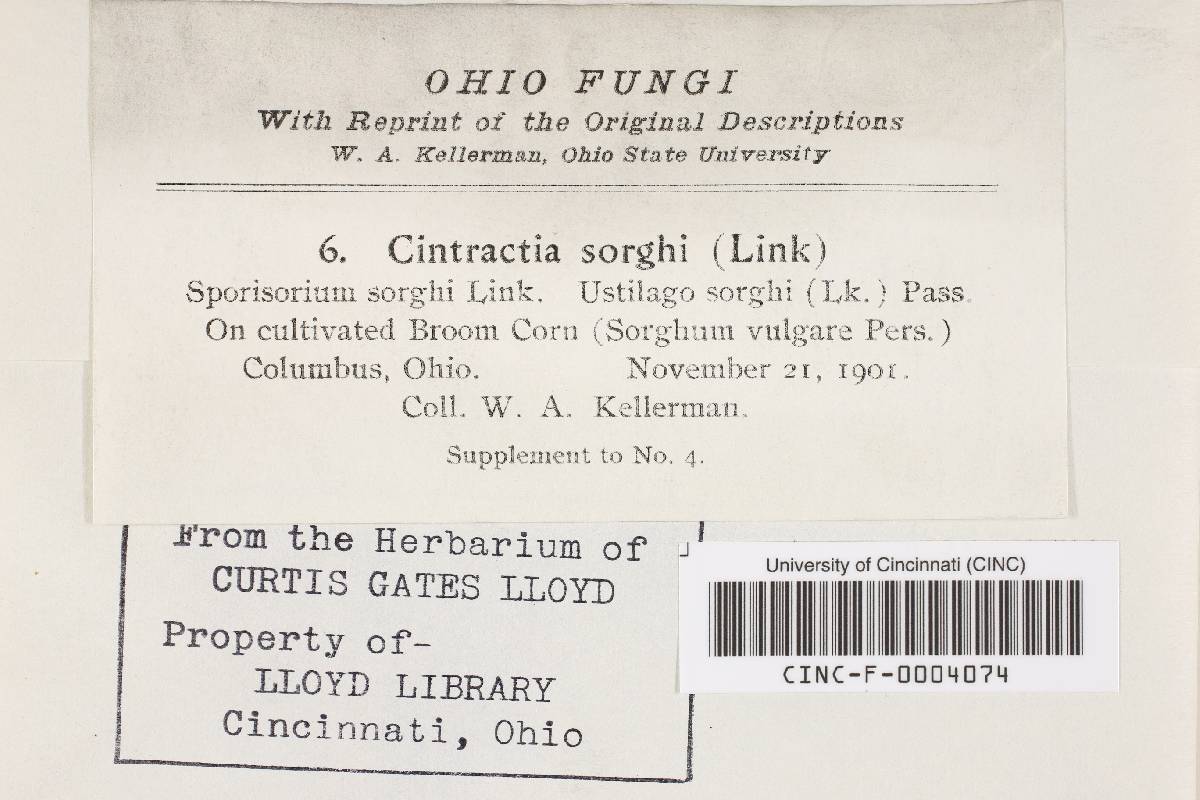 OHIO FUNGI
With Reprint of the Original Descriptions
W. A. Kellerman, Ohio State University
6. Cintractia sorghi (Link)
Sporisorium sorghi Link. Ustilago sorghi (Lk.) Pass.
On cultivated Broom Corn (Sorghum vulgare Pers.)
Columbus, Ohio. November 21, 1901.
Coll. W. A. Kellerman.
Supplement to No. 4.
From the Herbarium of
CURTIS GATES LLOYD
Property of-
LLOYD LIBRARY
Cincinnati, Ohio
University of Cincinnati (CINC)
CINC-F-0004074